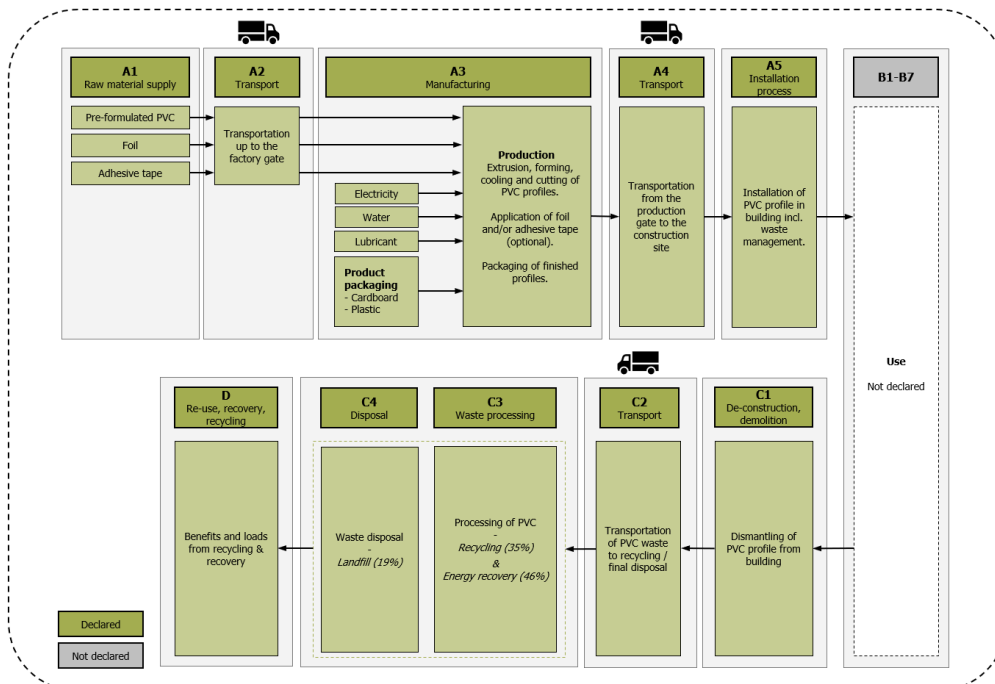 A1
Raw material supply
A2
Transport
A3
Manufacturing
A4
Transport
A5
Installation
process
B1-B7
Pre-formulated PVC
Foil
Adhesive tape
Transportation
up to the
factory gate
Electricity
Water
Lubricant
Product
packaging
- Cardboard
- Plastic
Production
Extrusion, forming,
cooling and cutting of
PVC profiles.
Application of foil
and/or adhesive tape
(optional).
Packaging of finished
profiles.
Transportation
from the
production
gate to the
construction
site
Installation of
PVC profile in
building incl.
waste
management.
Use
Not declared
D
Re-use, recovery,
recycling
C4
Disposal
C3
Waste processing
C2
Transport
C1
De-construction,
demolition
Benefits and loads
from recycling &
recovery
Waste disposal
-
Landfill (19%)
Processing of PVC
-
Recycling (35%)
&
Energy recovery (46%)
Transportation
of PVC waste
to recycling /
final disposal
Dismantling of
PVC profile from
building
Declared
Not declared